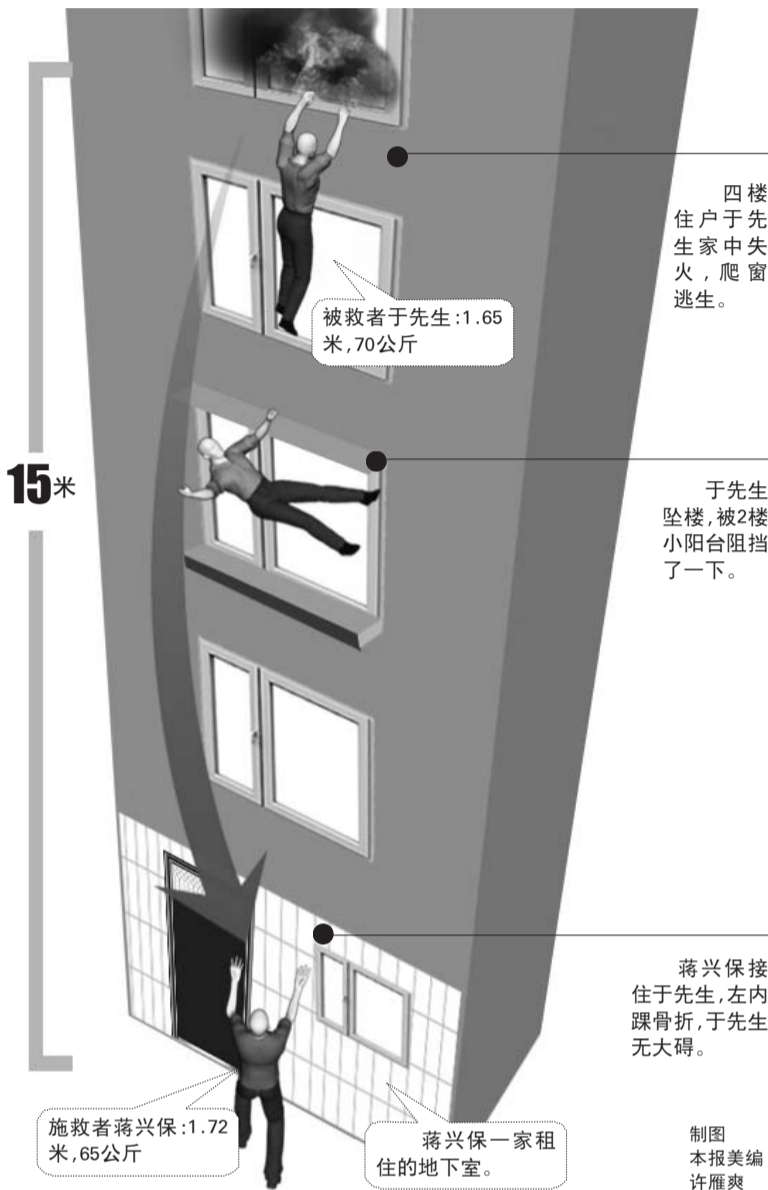 四楼
住户于先
生家中失
火，爬窗
逃生。
被救者于先生:1.65
米,70公斤
15米
于先生
坠楼,被2楼
小阳台阻挡
了一下。
蒋兴保接
住于先生,左内
踝骨折,于先生
无大碍。
施救者蒋兴保:1.72
米,65公斤
蒋兴保一家租
住的地下室。
制图
本报美编
许雁爽